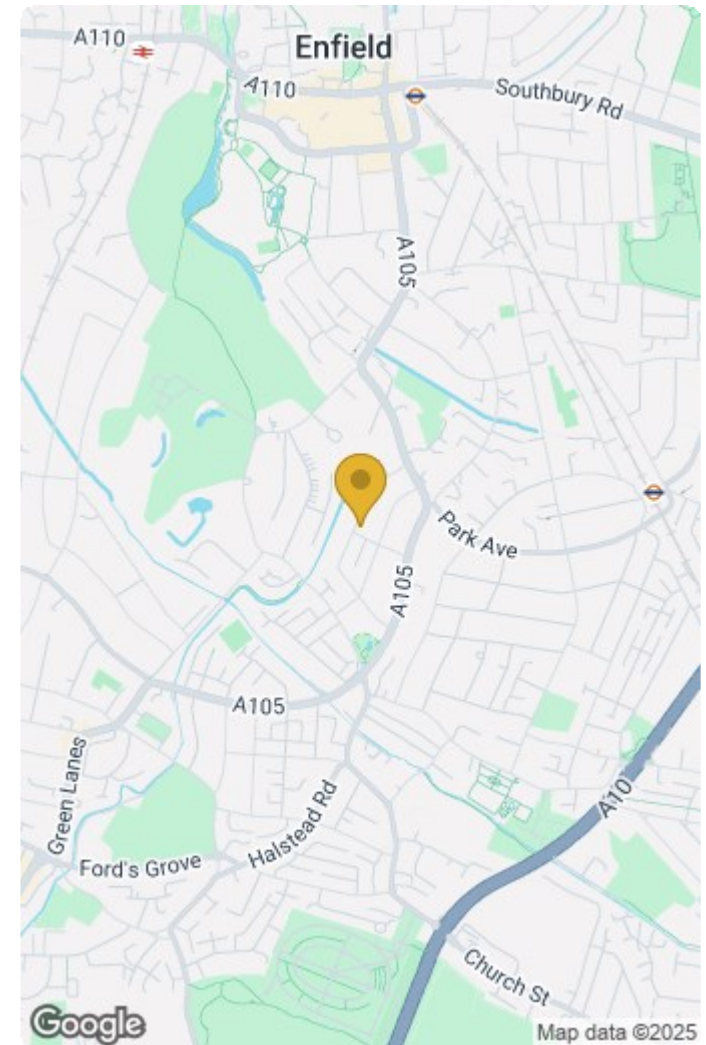 A110
Enfield
A110
Southbury Rd
A105
Park Ave
A105
A105
Green Lanes
A10
Halstead Rd
Ford's Grove
Church St
Google
Map data ©2025